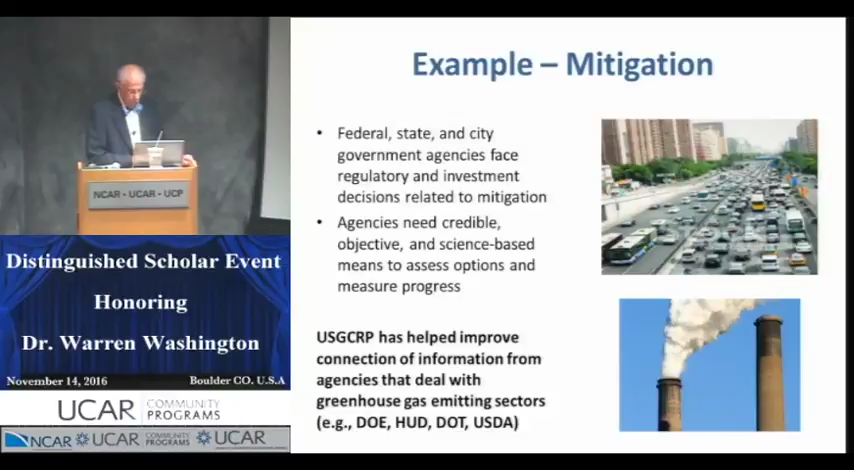 NCAR - UCAR - UCP
Distinguished Scholar Event
Honoring
Dr. Warren Washington
November 14, 2016 Boulder CO. U.S.A
UCAR COMMUNITY PROGRAMS
NCAR UCAR COMMUNITY PROGRAMS UCAR
Example – Mitigation
• Federal, state, and city
government agencies face
regulatory and investment
decisions related to mitigation
• Agencies need credible,
objective, and science-based
means to assess options and
measure progress
USGCRP has helped improve
connection of information from
agencies that deal with
greenhouse gas emitting sectors
(e.g., DOE, HUD, DOT, USDA)